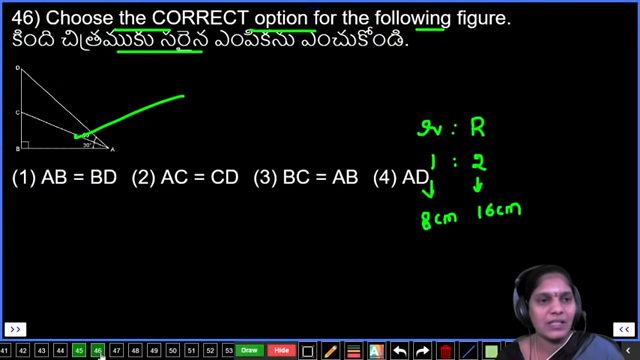 46) Choose the CORRECT option for the following figure.
కింది చిత్రముకు సరైన ఎంపికను ఎంచుకోండి.
D
C
B
A
30°
(1) AB = BD (2) AC = CD (3) BC = AB (4) AD
r : R
1 : 2
8cm 16cm
>>
<<
41 42 43 44 45 46 47 48 49 50 51 52 53 Draw Hide